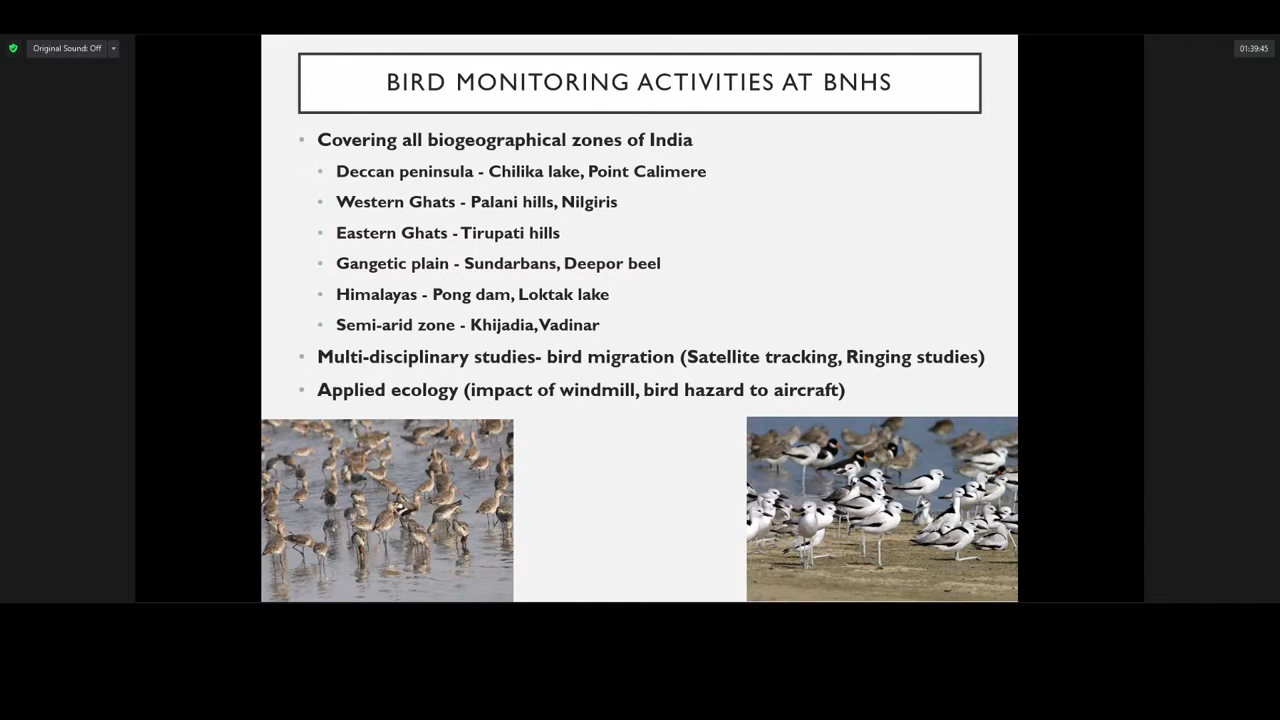 Original Sound: Off
01:39:45
BIRD MONITORING ACTIVITIES AT BNHS
• Covering all biogeographical zones of India
• Deccan peninsula - Chilika lake, Point Calimere
• Western Ghats - Palani hills, Nilgiris
• Eastern Ghats - Tirupati hills
• Gangetic plain - Sundarbans, Deepor beel
• Himalayas - Pong dam, Loktak lake
• Semi-arid zone - Khijadia, Vadinar
• Multi-disciplinary studies- bird migration (Satellite tracking, Ringing studies)
• Applied ecology (impact of windmill, bird hazard to aircraft)